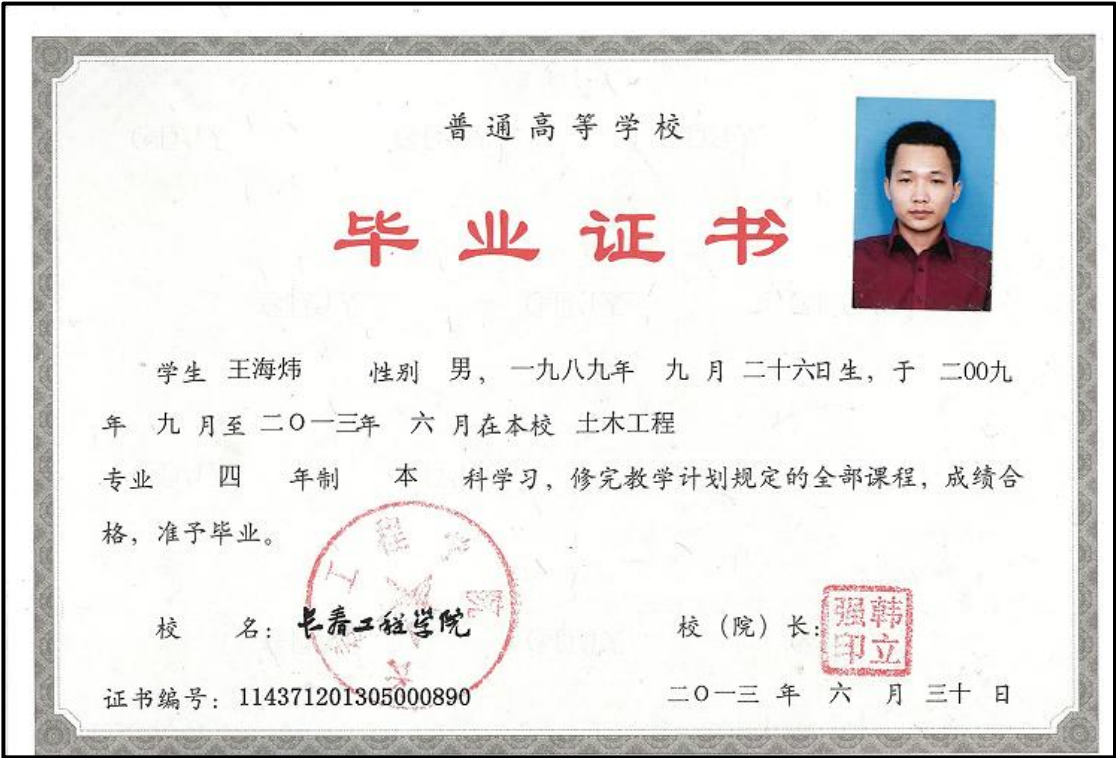 普通高等学校
毕业证书
学生 王海炜 性别 男，一九八九年 九 月 二十六日生，于 二00九
年 九 月至 二O一三年 六 月在本校 土木工程
专业 四 年制 本 科学习，修完教学计划规定的全部课程，成绩合
格，准予毕业。
校 名：长春工程学院
校（院）长：
韩立强印
证书编号：114371201305000890
二O一三 年 六 月 三十 日